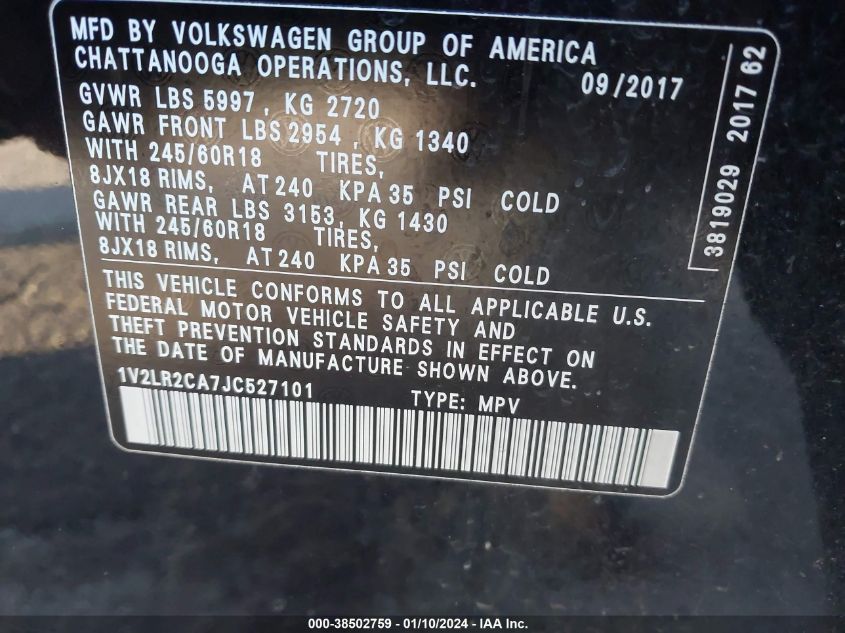 MFD BY VOLKSWAGEN GROUP OF AMERICA
CHATTANOOGA OPERATIONS, LLC.
09/2017
GVWR LBS 5997, KG 2720
GAWR FRONT LBS 2954, KG 1340
WITH 245/60R18 TIRES,
8JX18 RIMS, AT 240 KPA 35 PSI COLD
GAWR REAR LBS 3153, KG 1430
WITH 245/60R18 TIRES,
8JX18 RIMS, AT 240 KPA 35 PSI COLD
THIS VEHICLE CONFORMS TO ALL APPLICABLE U.S.
FEDERAL MOTOR VEHICLE SAFETY AND
THEFT PREVENTION STANDARDS IN EFFECT ON
THE DATE OF MANUFACTURE SHOWN ABOVE.
1V2LR2CA7JC527101 TYPE: MPV
3819029 2017 62
000-38502759 - 01/10/2024 - IAA Inc.